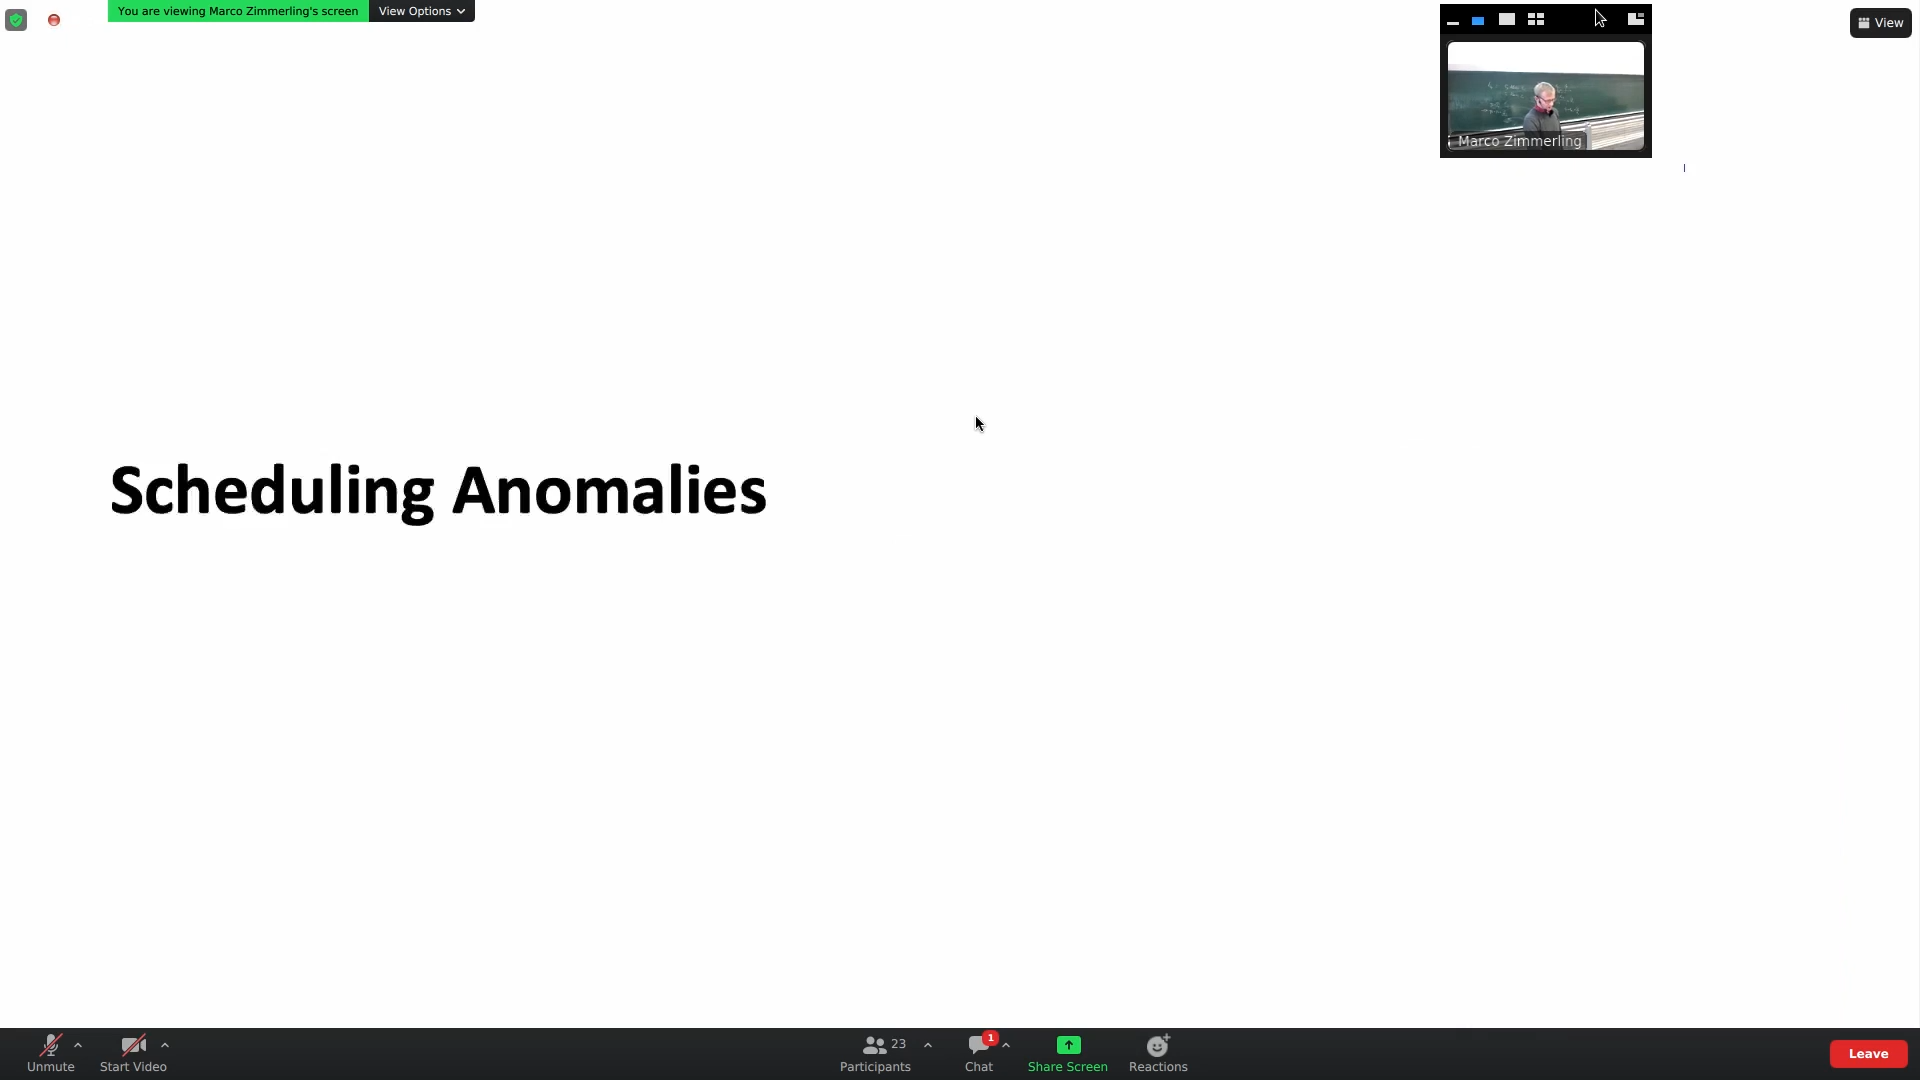 You are viewing Marco Zimmerling's screen
View Options
View
Marco Zimmerling
Scheduling Anomalies
Unmute
Start Video
23
Participants
1
Chat
Share Screen
Reactions
Leave